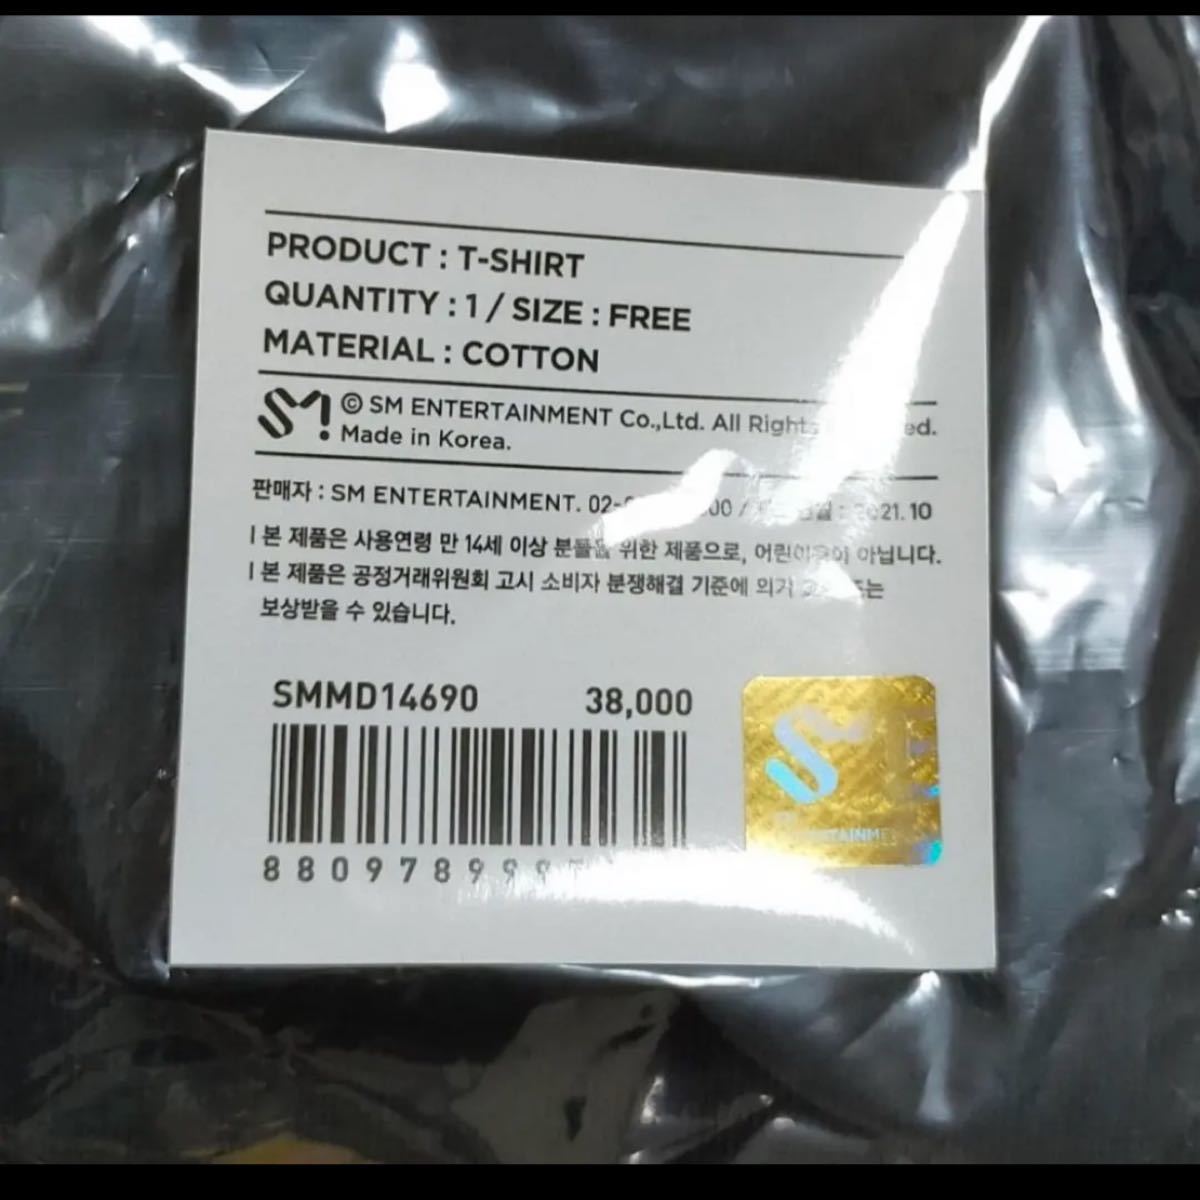 PRODUCT : T-SHIRT
QUANTITY : 1 / SIZE : FREE
MATERIAL : COTTON
SM! © SM ENTERTAINMENT Co.,Ltd. All Rights
Made in Korea.
판매자 : SM ENTERTAINMENT. 02- / : 2021. 10
| 본 제품은 사용연령 만 14세 이상 분들을 위한 제품으로, 어린이용이 아닙니다.
| 본 제품은 공정거래위원회 고시 소비자 분쟁해결 기준에 의거 또는
보상받을 수 있습니다.
SMMD14690 38,000
SM
8809789